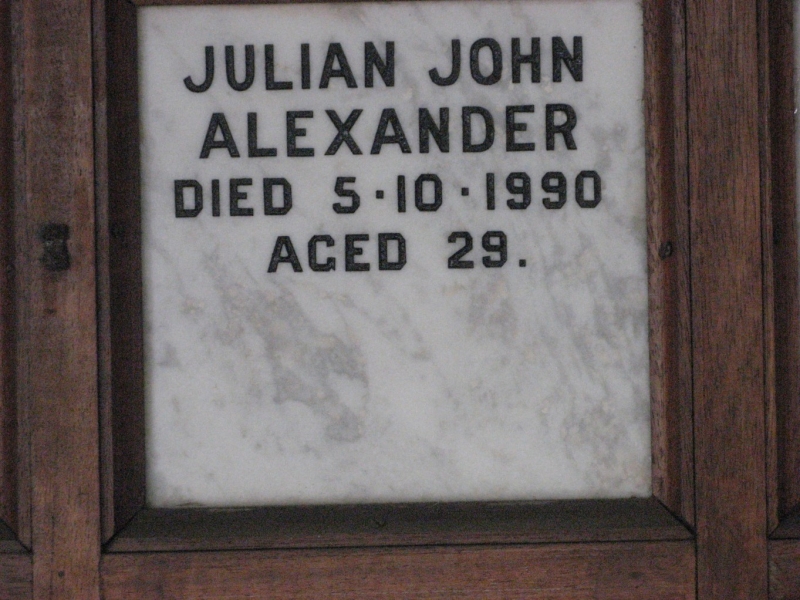 JULIAN JOHN
ALEXANDER
DIED 5·10·1990
AGED 29.